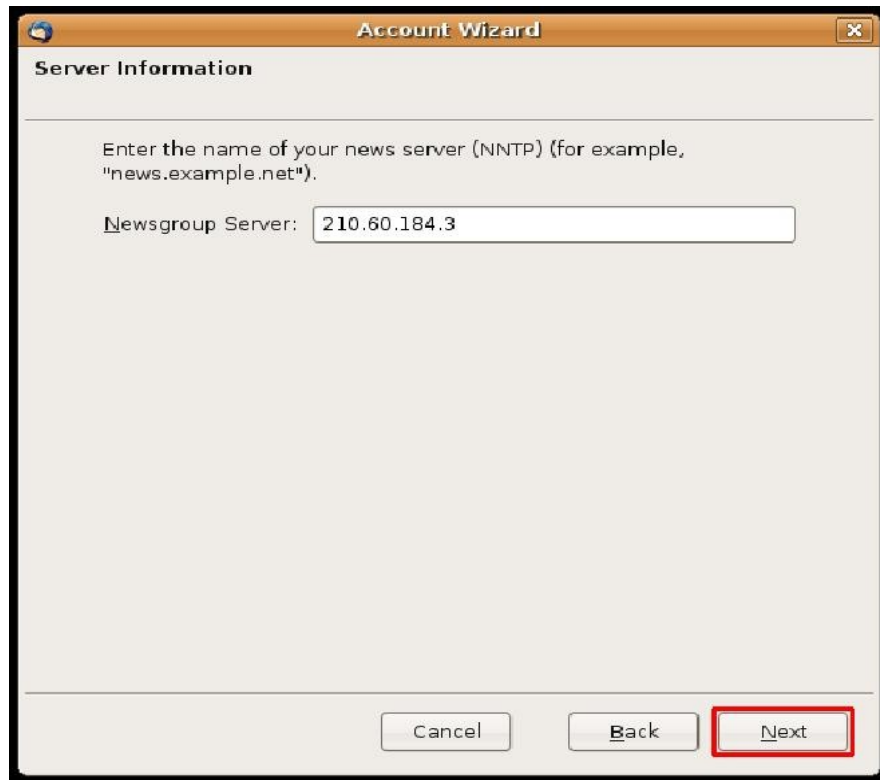 Account Wizard
Server Information
Enter the name of your news server (NNTP) (for example,
"news.example.net").
Newsgroup Server: 210.60.184.3
Cancel Back Next